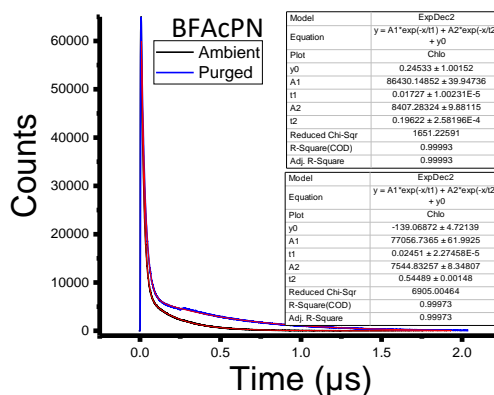 BFAcPN
Ambient
Purged
Counts
60000
50000
40000
30000
20000
10000
0
0.0 0.5 1.0 1.5 2.0
Time (µs)
Model ExpDec2
Equation y = A1*exp(-x/t1) + A2*exp(-x/t2
+ y0
Plot Chlo
y0 0.24533 ± 1.00152
A1 86430.14852 ± 39.94736
t1 0.01727 ± 1.00231E-5
A2 8407.28324 ± 9.88115
t2 0.19622 ± 2.58196E-4
Reduced Chi-Sqr 1651.22591
R-Square(COD) 0.99993
Adj. R-Square 0.99993
Model ExpDec2
Equation y = A1*exp(-x/t1) + A2*exp(-x/t2
+ y0
Plot Chlo
y0 -139.06872 ± 4.72139
A1 77056.7365 ± 61.9925
t1 0.02451 ± 2.27458E-5
A2 7544.83257 ± 8.34807
t2 0.54489 ± 0.00148
Reduced Chi-Sqr 6905.00464
R-Square(COD) 0.99973
Adj. R-Square 0.99973